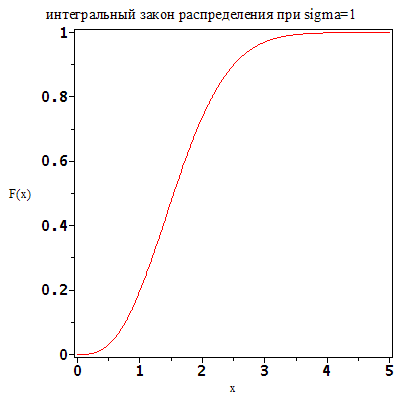 интегральный закон распределения при sigma=1
1
0.8
0.6
F(x)
0.4
0.2
0
0 1 2 3 4 5
x